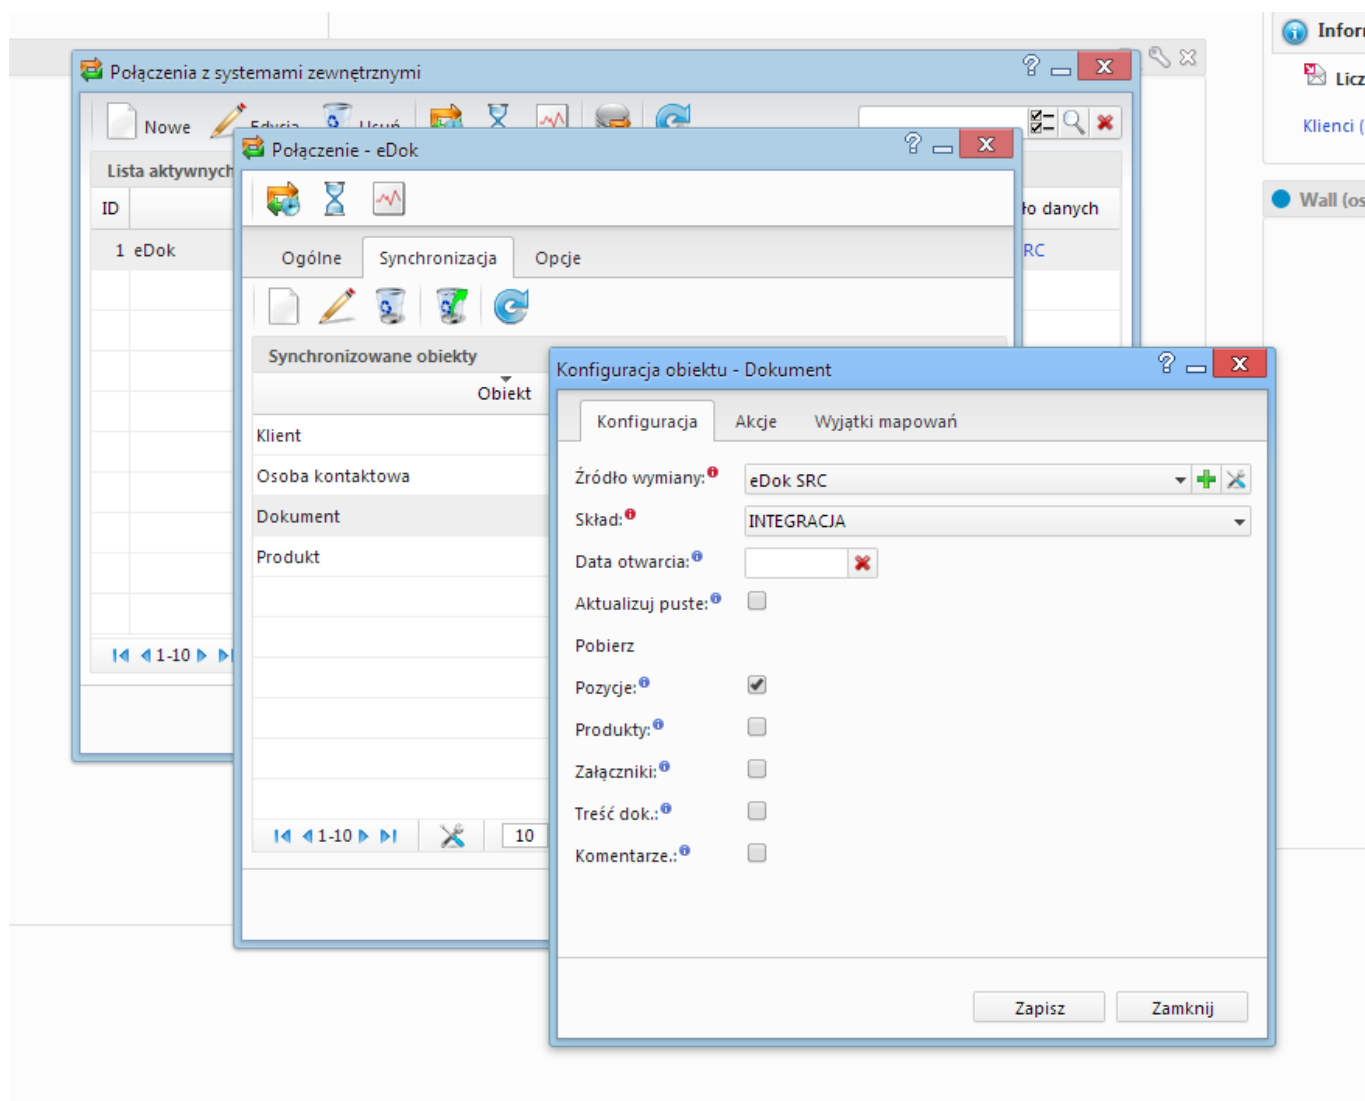 Infor
Licz
Klienci (
Wall (os
Połączenia z systemami zewnętrznymi
Nowe Edycja Usuń
Lista aktywnych
ID ło danych
1 eDok RC
1-10
Połączenie - eDok
Ogólne Synchronizacja Opcje
Synchronizowane obiekty
Obiekt
Klient
Osoba kontaktowa
Dokument
Produkt
1-10 10
Konfiguracja obiektu - Dokument
Konfiguracja Akcje Wyjątki mapowań
Źródło wymiany: eDok SRC
Skład: INTEGRACJA
Data otwarcia:
Aktualizuj puste:
Pobierz
Pozycje:
Produkty:
Załączniki:
Treść dok.:
Komentarze.:
Zapisz Zamknij